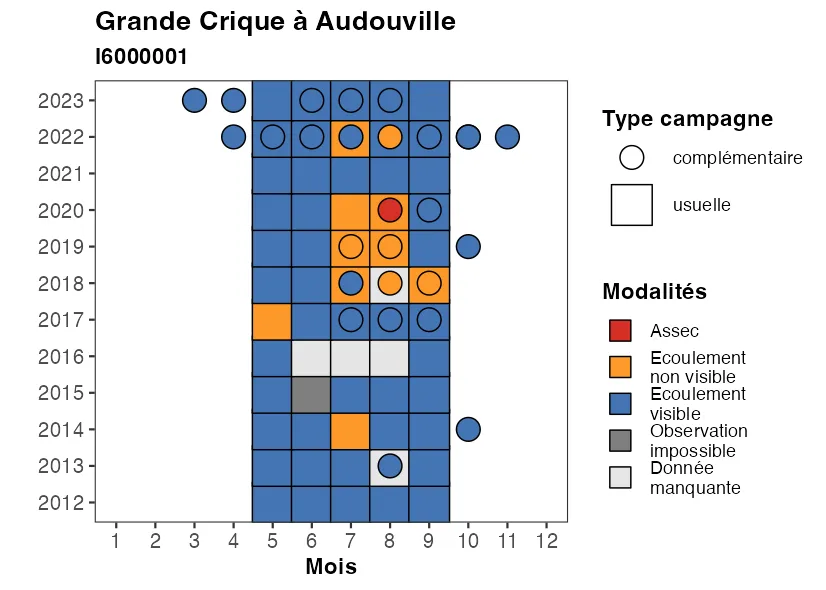 Grande Crique à Audouville
I6000001
2023
2022
2021
2020
2019
2018
2017
2016
2015
2014
2013
2012
1 2 3 4 5 6 7 8 9 10 11 12
Mois
Type campagne
complémentaire
usuelle
Modalités
Assec
Ecoulement
non visible
Ecoulement
visible
Observation
impossible
Donnée
manquante